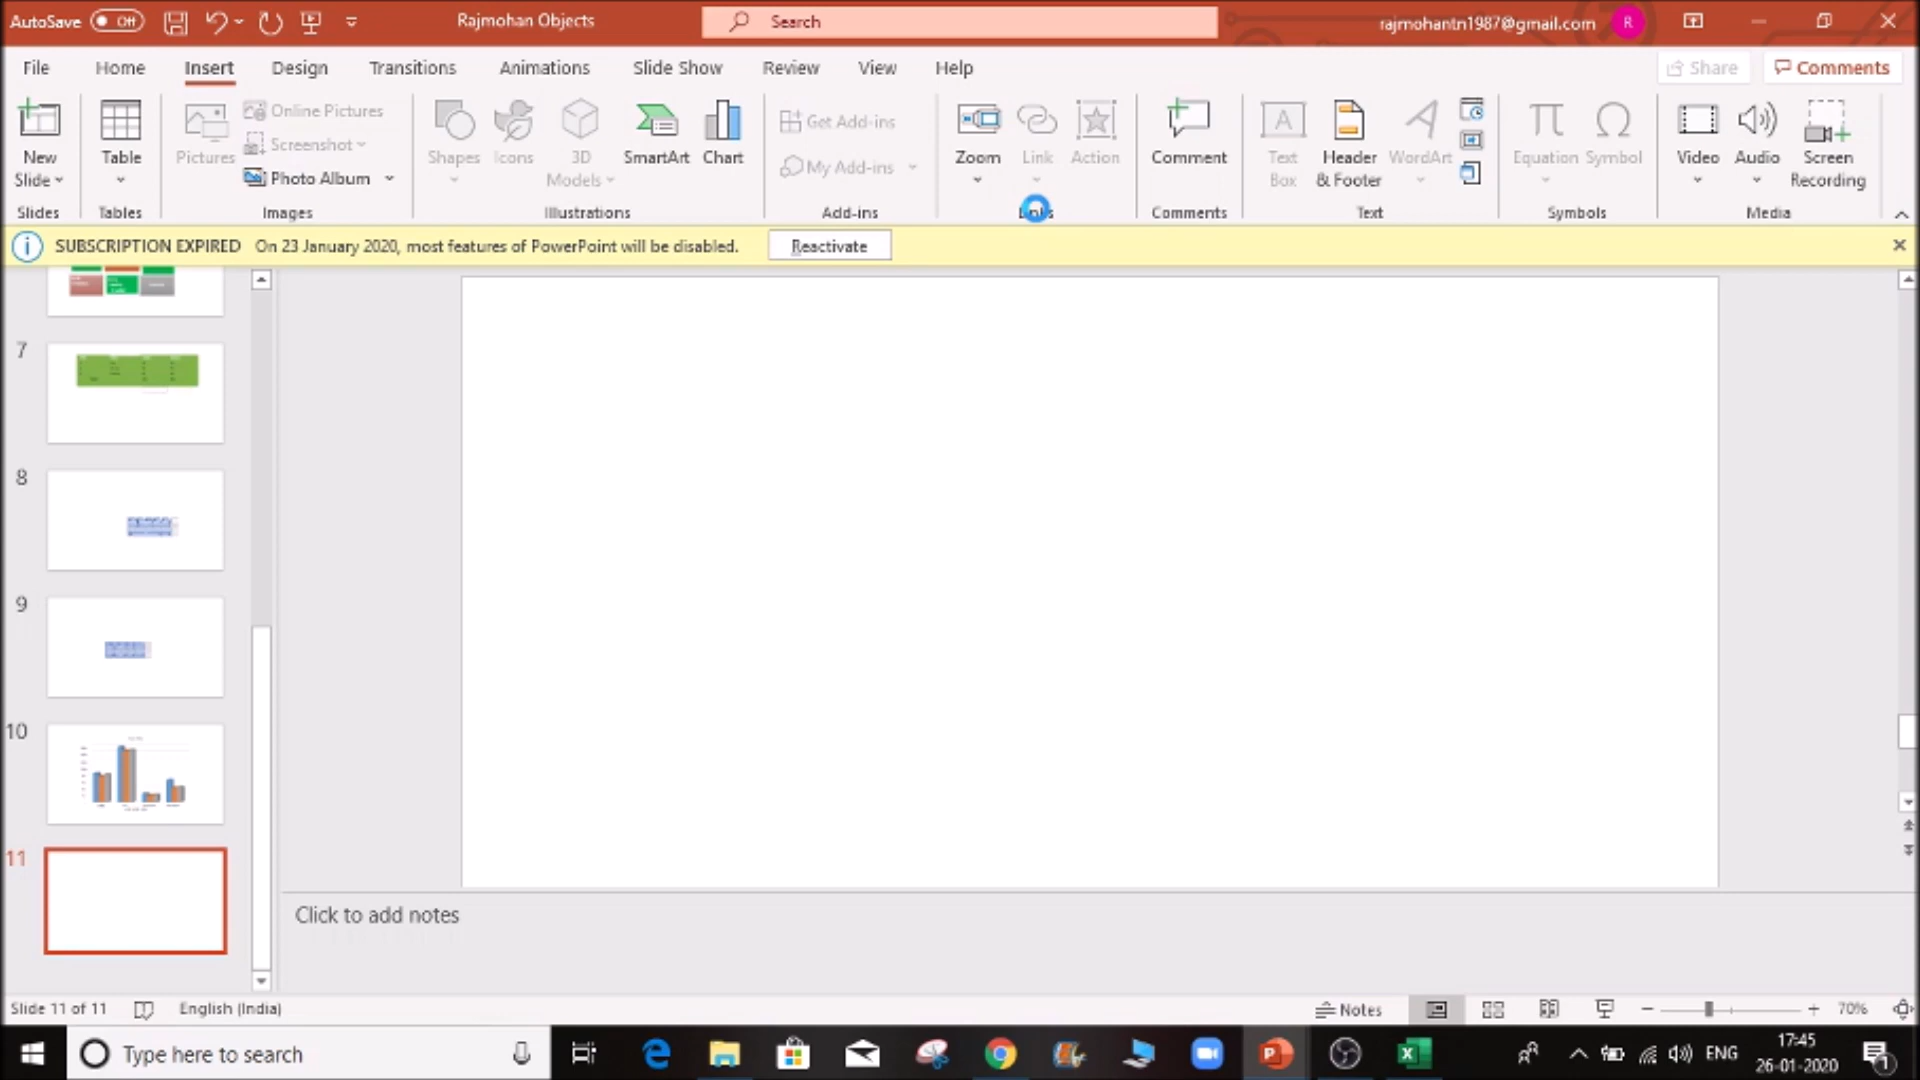 AutoSave Off Rajmohan Objects Search rajmohantn1987@gmail.com R
File Home Insert Design Transitions Animations Slide Show Review View Help Share Comments
New Slide
Table
Pictures
Online Pictures
Screenshot
Photo Album
Shapes
Icons
3D Models
SmartArt
Chart
Get Add-ins
My Add-ins
Zoom
Link
Action
Comment
Text Box
Header & Footer
WordArt
Equation
Symbol
Video
Audio
Screen Recording
Slides Tables Images Illustrations Add-ins Links Comments Text Symbols Media
SUBSCRIPTION EXPIRED On 23 January 2020, most features of PowerPoint will be disabled. Reactivate
7
8
9
10
11
Click to add notes
Slide 11 of 11 English (India) Notes 70%
Type here to search ENG 17:45
26-01-2020 1